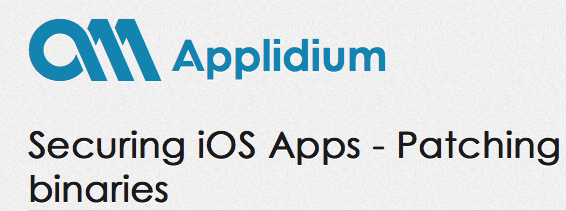 Applidium
Securing iOS Apps - Patching
binaries